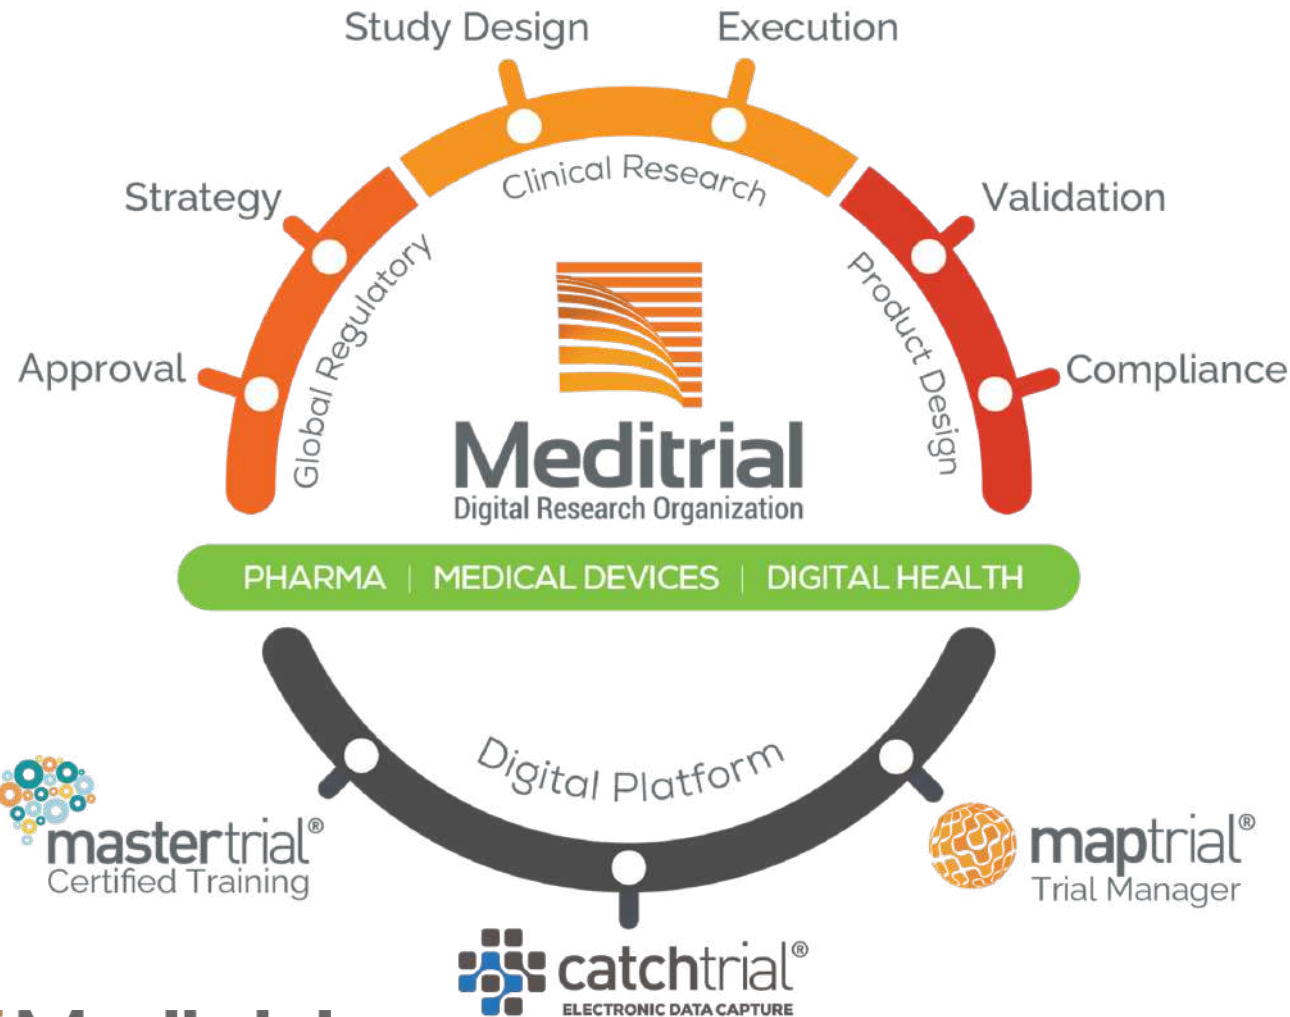 Study Design
Execution
Strategy
Clinical Research
Validation
Approval
Global Regulatory
Product Design
Compliance
Meditrial
Digital Research Organization
PHARMA | MEDICAL DEVICES | DIGITAL HEALTH
Digital Platform
mastertrial®
Certified Training
maptrial®
Trial Manager
catchtrial®
ELECTRONIC DATA CAPTURE